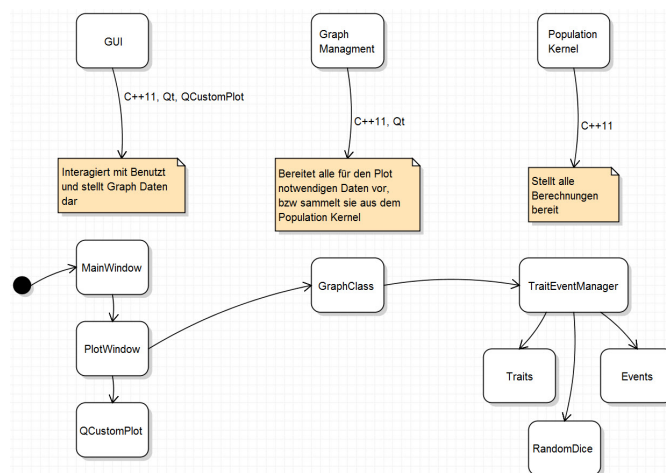 GUI
Graph
Managment
Population
Kernel
C++11, Qt, QCustomPlot
C++11, Qt
C++11
Interagiert mit Benutzt
und stellt Graph Daten
dar
Bereitet alle für den Plot
notwendigen Daten vor,
bzw sammelt sie aus dem
Population Kernel
Stellt alle
Berechnungen
bereit
MainWindow
GraphClass
TraitEventManager
PlotWindow
Traits
Events
QCustomPlot
RandomDice